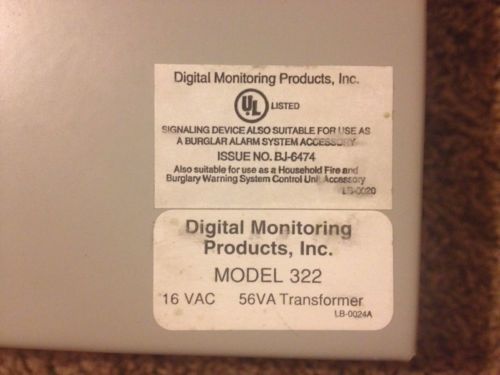 Digital Monitoring Products, Inc.
UL LISTED
SIGNALING DEVICE ALSO SUITABLE FOR USE AS
A BURGLAR ALARM SYSTEM ACCESSORY
ISSUE NO. BJ-6474
Also suitable for use as a Household Fire and
Burglary Warning System Control Unit Accessory
LB-0020
Digital Monitoring
Products, Inc.
MODEL 322
16 VAC 56VA Transformer
LB-0024A